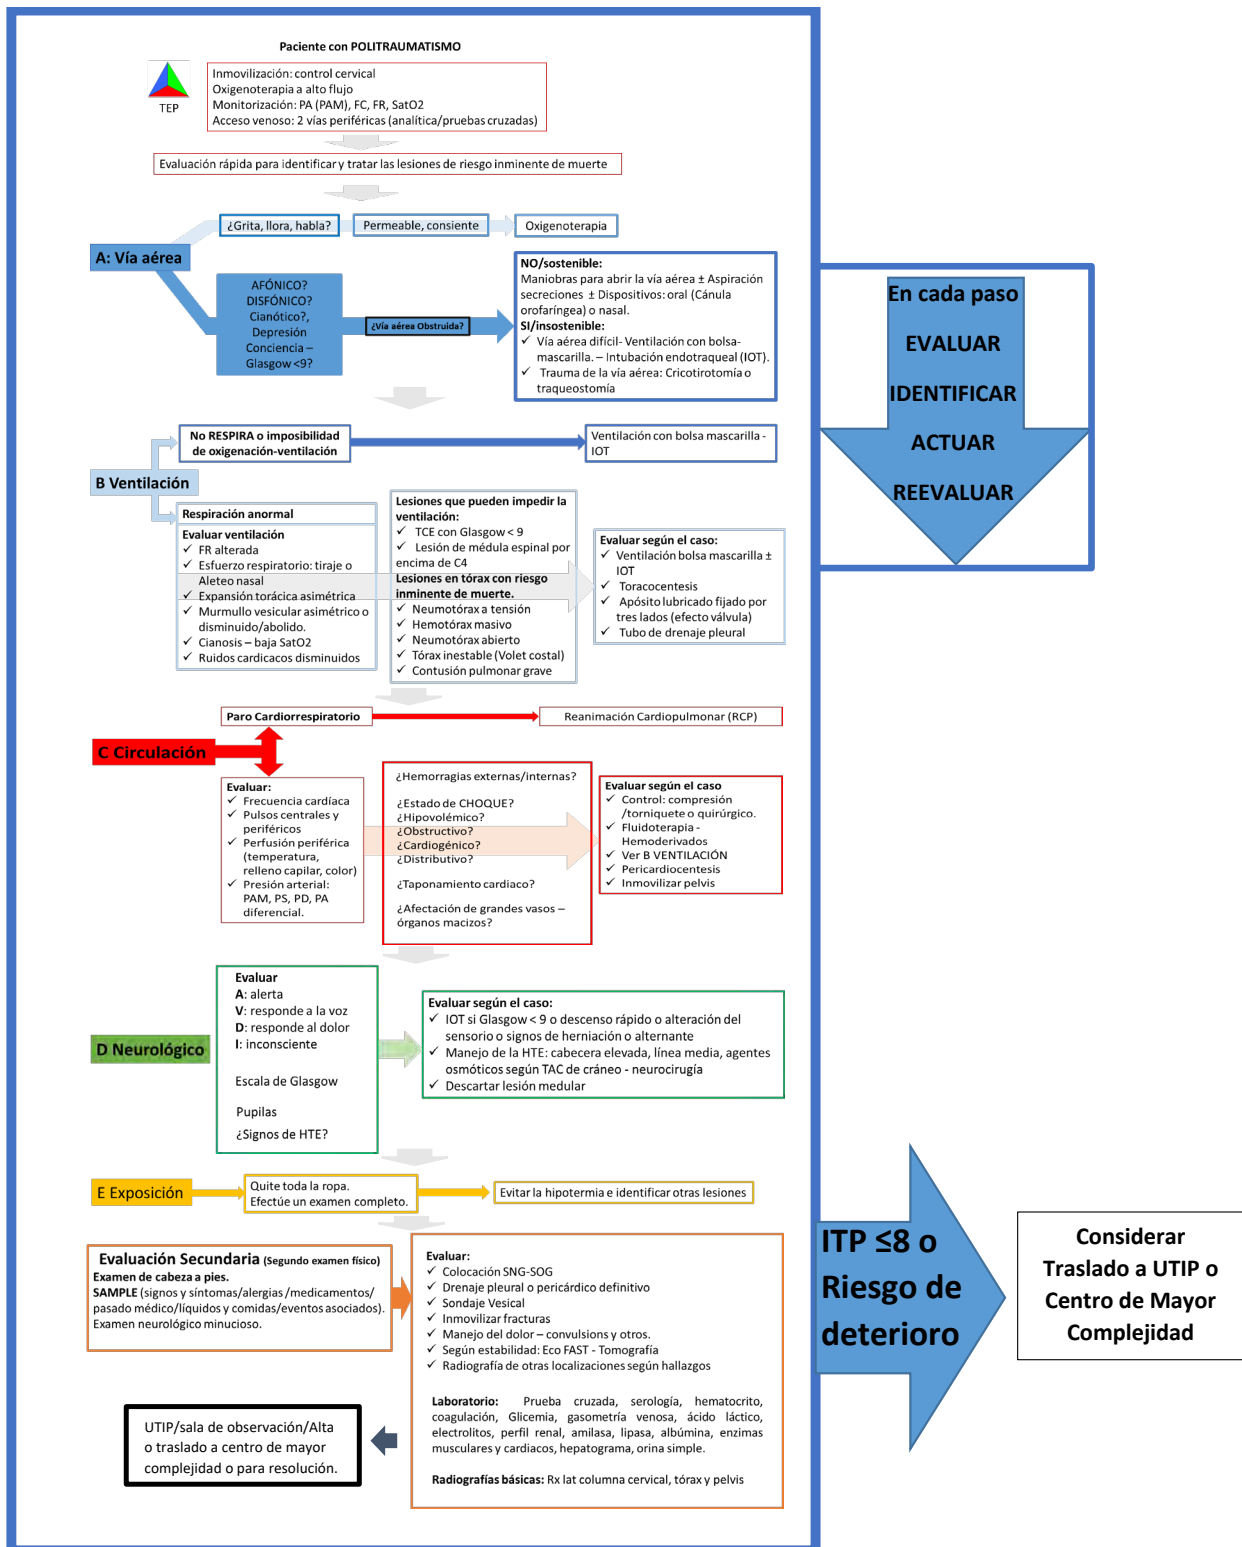 Paciente con POLITRAUMATISMO
TEP
Inmovilización: control cervical
Oxigenoterapia a alto flujo
Monitorización: PA (PAM), FC, FR, SatO2
Acceso venoso: 2 vías periféricas (analítica/pruebas cruzadas)
Evaluación rápida para identificar y tratar las lesiones de riesgo inminente de muerte
A: Vía aérea
¿Grita, llora, habla?
Permeable, consiente
Oxigenoterapia
AFÓNICO?
DISFÓNICO?
Cianótico?,
Depresión
Conciencia –
Glasgow <9?
¿Vía aérea Obstruida?
NO/sostenible:
Maniobras para abrir la vía aérea ± Aspiración
secreciones ± Dispositivos: oral (Cánula
orofaríngea) o nasal.
SI/insostenible:
✓ Vía aérea difícil- Ventilación con bolsa-
mascarilla. – Intubación endotraqueal (IOT).
✓ Trauma de la vía aérea: Cricotirotomía o
traqueostomía
En cada paso
EVALUAR
IDENTIFICAR
ACTUAR
REEVALUAR
B Ventilación
No RESPIRA o imposibilidad
de oxigenación-ventilación
Ventilación con bolsa mascarilla -
IOT
Respiración anormal
Evaluar ventilación
✓ FR alterada
✓ Esfuerzo respiratorio: tiraje o
Aleteo nasal
✓ Expansión torácica asimétrica
✓ Murmullo vesicular asimétrico o
disminuido/abolido.
✓ Cianosis – baja SatO2
✓ Ruidos cardicacos disminuidos
Lesiones que pueden impedir la
ventilación:
✓ TCE con Glasgow < 9
✓ Lesión de médula espinal por
encima de C4
Lesiones en tórax con riesgo
inminente de muerte.
✓ Neumotórax a tensión
✓ Hemotórax masivo
✓ Neumotórax abierto
✓ Tórax inestable (Volet costal)
✓ Contusión pulmonar grave
Evaluar según el caso:
✓ Ventilación bolsa mascarilla ±
IOT
✓ Toracocentesis
✓ Apósito lubricado fijado por
tres lados (efecto válvula)
✓ Tubo de drenaje pleural
C Circulación
Paro Cardiorrespiratorio
Reanimación Cardiopulmonar (RCP)
Evaluar:
✓ Frecuencia cardíaca
✓ Pulsos centrales y
periféricos
✓ Perfusión periférica
(temperatura,
relleno capilar, color)
✓ Presión arterial:
PAM, PS, PD, PA
diferencial.
¿Hemorragias externas/internas?
¿Estado de CHOQUE?
¿Hipovolémico?
¿Obstructivo?
¿Cardiogénico?
¿Distributivo?
¿Taponamiento cardiaco?
¿Afectación de grandes vasos –
órganos macizos?
Evaluar según el caso
✓ Control: compresión
/torniquete o quirúrgico.
✓ Fluidoterapia -
Hemoderivados
✓ Ver B VENTILACIÓN
✓ Pericardiocentesis
✓ Inmovilizar pelvis
D Neurológico
Evaluar
A: alerta
V: responde a la voz
D: responde al dolor
I: inconsciente
Escala de Glasgow
Pupilas
¿Signos de HTE?
Evaluar según el caso:
✓ IOT si Glasgow < 9 o descenso rápido o alteración del
sensorio o signos de herniación o alternante
✓ Manejo de la HTE: cabecera elevada, línea media, agentes
osmóticos según TAC de cráneo - neurocirugía
✓ Descartar lesión medular
E Exposición
Quite toda la ropa.
Efectúe un examen completo.
Evitar la hipotermia e identificar otras lesiones
Evaluación Secundaria (Segundo examen físico)
Examen de cabeza a pies.
SAMPLE (signos y síntomas/alergias /medicamentos/
pasado médico/líquidos y comidas/eventos asociados).
Examen neurológico minucioso.
Evaluar:
✓ Colocación SNG-SOG
✓ Drenaje pleural o pericárdico definitivo
✓ Sondaje Vesical
✓ Inmovilizar fracturas
✓ Manejo del dolor – convulsions y otros.
✓ Según estabilidad: Eco FAST - Tomografía
✓ Radiografía de otras localizaciones según hallazgos
Laboratorio: Prueba cruzada, serología, hematocrito,
coagulación, Glicemia, gasometría venosa, ácido láctico,
electrolitos, perfil renal, amilasa, lipasa, albúmina, enzimas
musculares y cardiacos, hepatograma, orina simple.
Radiografías básicas: Rx lat columna cervical, tórax y pelvis
UTIP/sala de observación/Alta
o traslado a centro de mayor
complejidad o para resolución.
ITP ≤8 o
Riesgo de
deterioro
Considerar
Traslado a UTIP o
Centro de Mayor
Complejidad